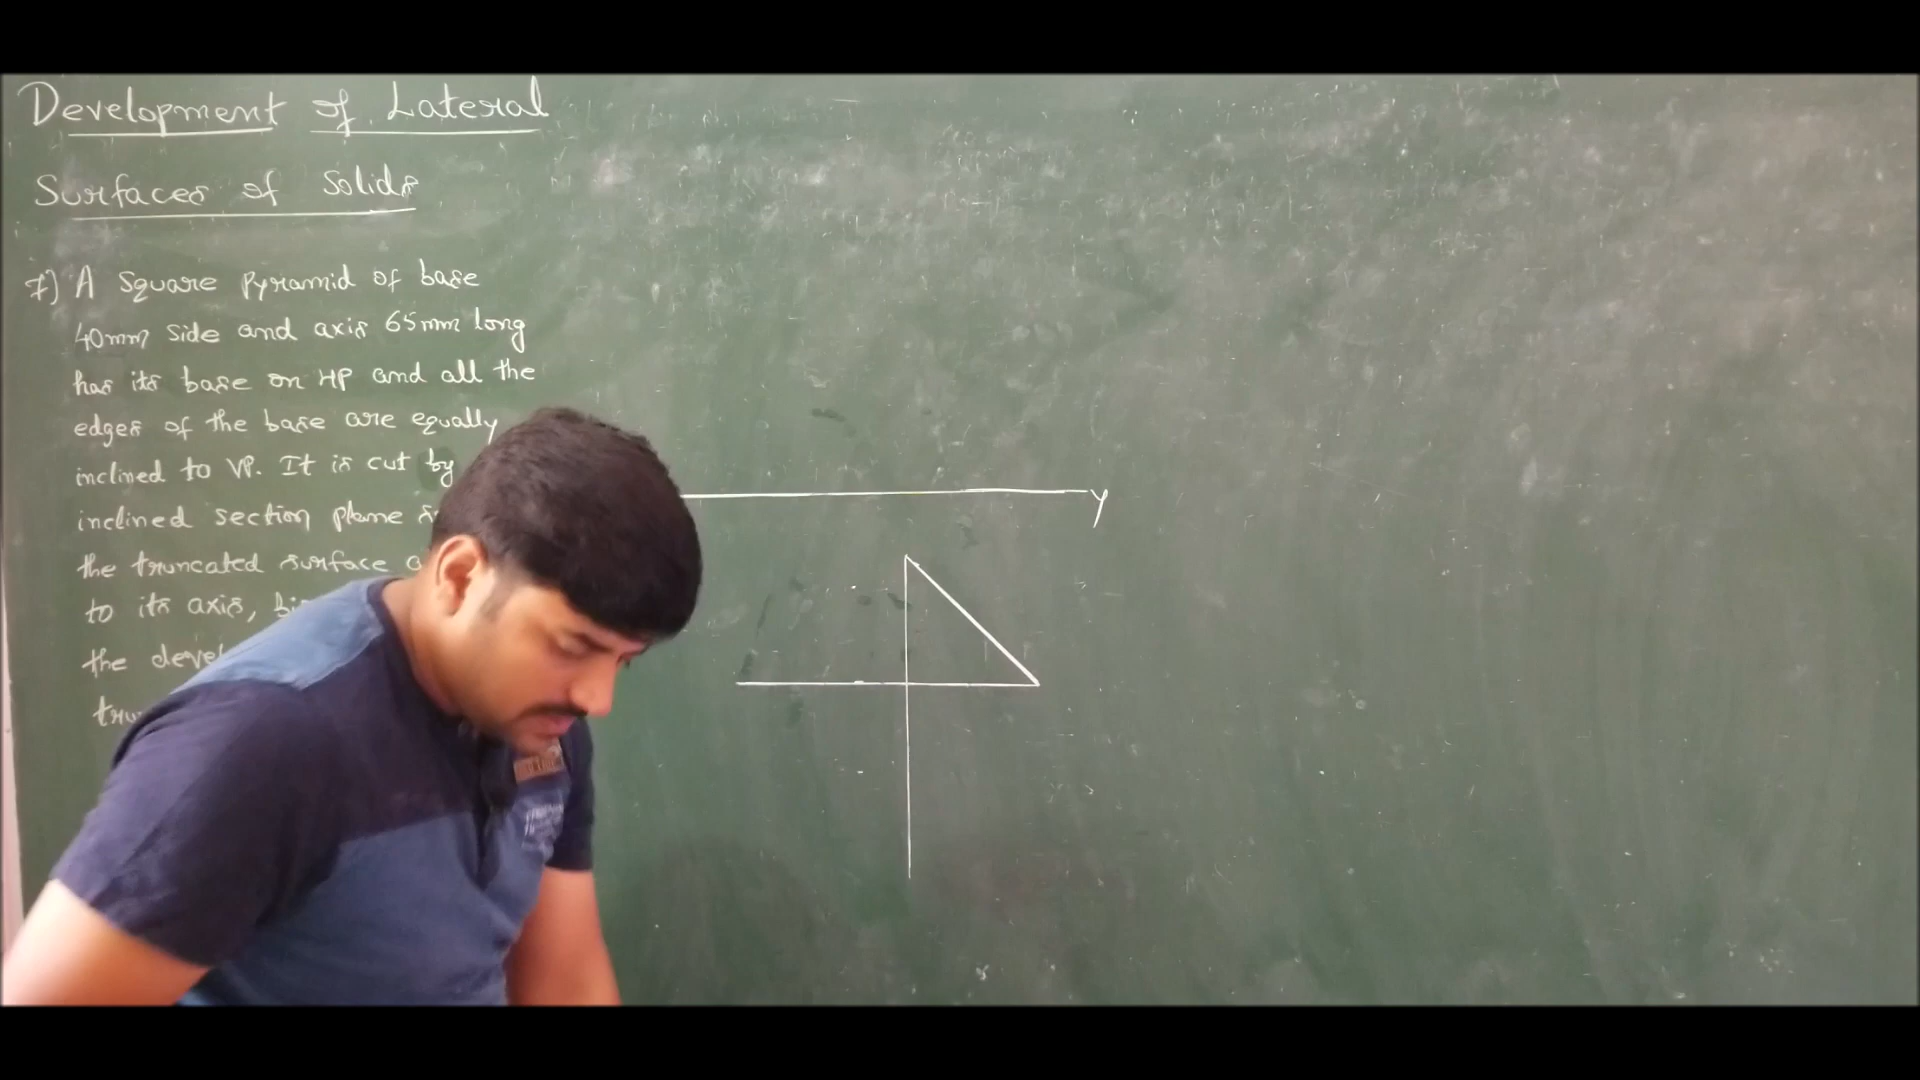 Development of Lateral
Surfaces of Solids
7) A Square Pyramid of base
40mm side and axis 65mm long
has its base on HP and all the
edges of the base are equally
inclined to VP. It is cut by
inclined section plane
the truncated surface
to its axis,
the
Y